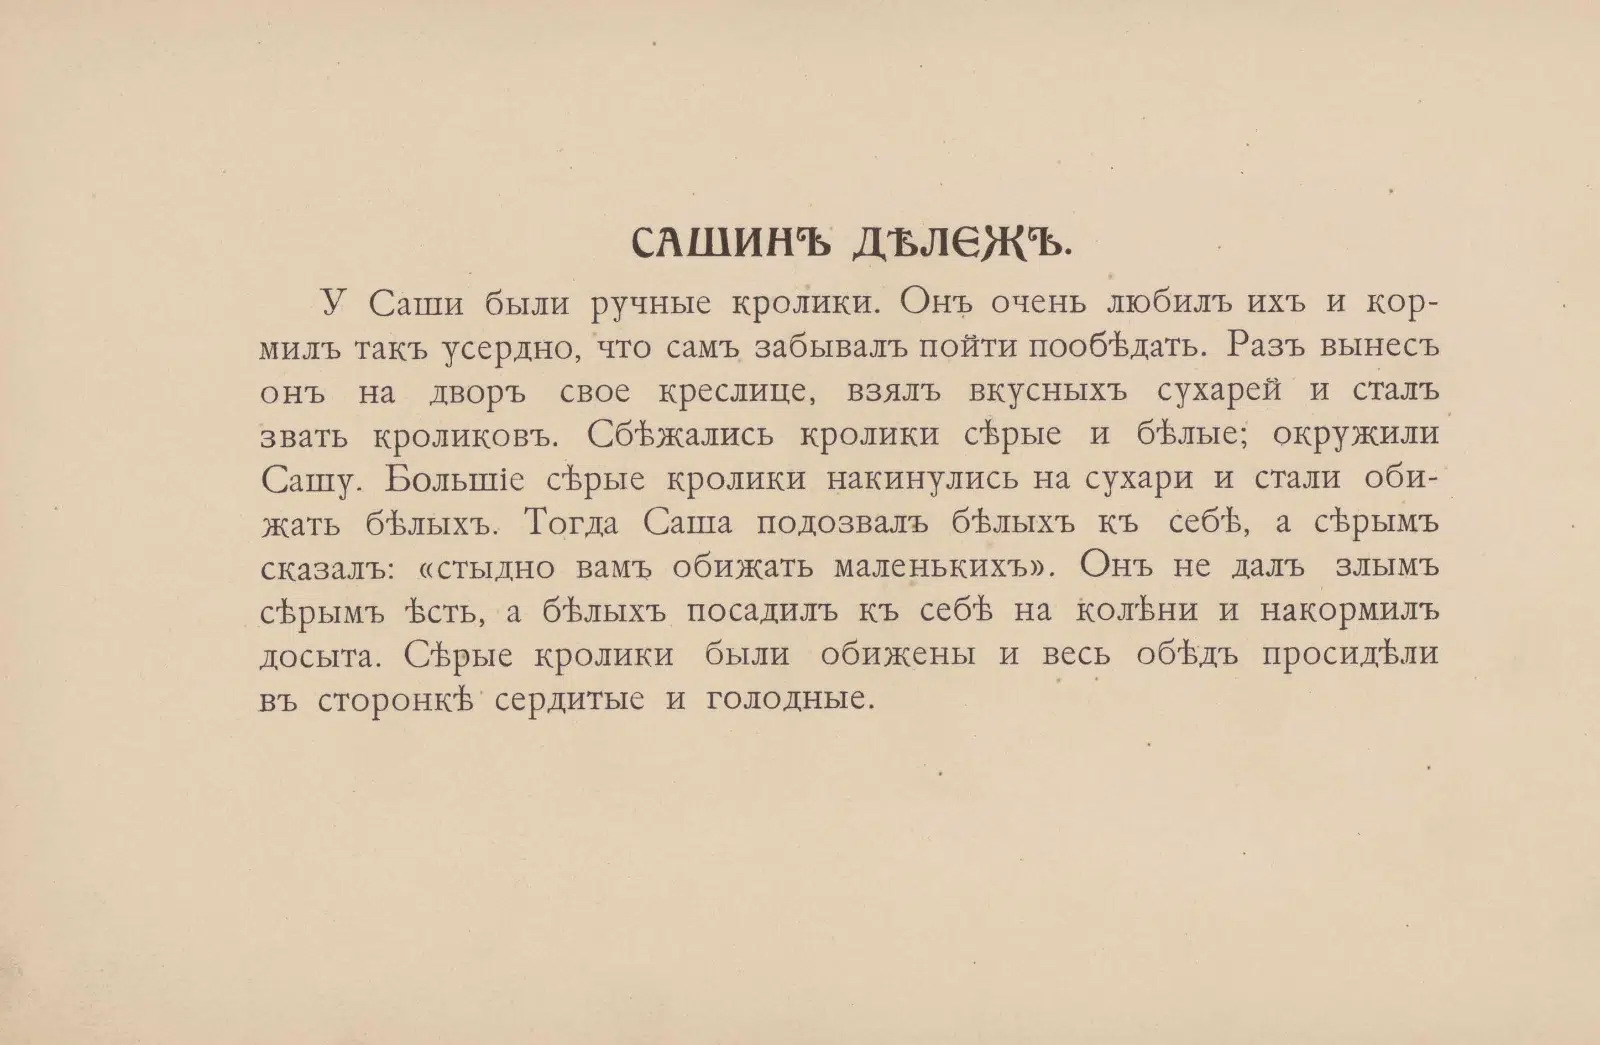 САШИНЪ ДѢЛЕЖЪ.
У Саши были ручные кролики. Онъ очень любилъ ихъ и кор-
милъ такъ усердно, что самъ забывалъ пойти пообѣдать. Разъ вынесъ
онъ на дворъ свое креслице, взялъ вкусныхъ сухарей и сталъ
звать кроликовъ. Сбѣжались кролики сѣрые и бѣлые; окружили
Сашу. Большіе сѣрые кролики накинулись на сухари и стали оби-
жать бѣлыхъ. Тогда Саша подозвалъ бѣлыхъ къ себѣ, а сѣрымъ
сказалъ: «стыдно вамъ обижать маленькихъ». Онъ не далъ злымъ
сѣрымъ ѣсть, а бѣлыхъ посадилъ къ себѣ на колѣни и накормилъ
досыта. Сѣрые кролики были обижены и весь обѣдъ просидѣли
въ сторонкѣ сердитые и голодные.